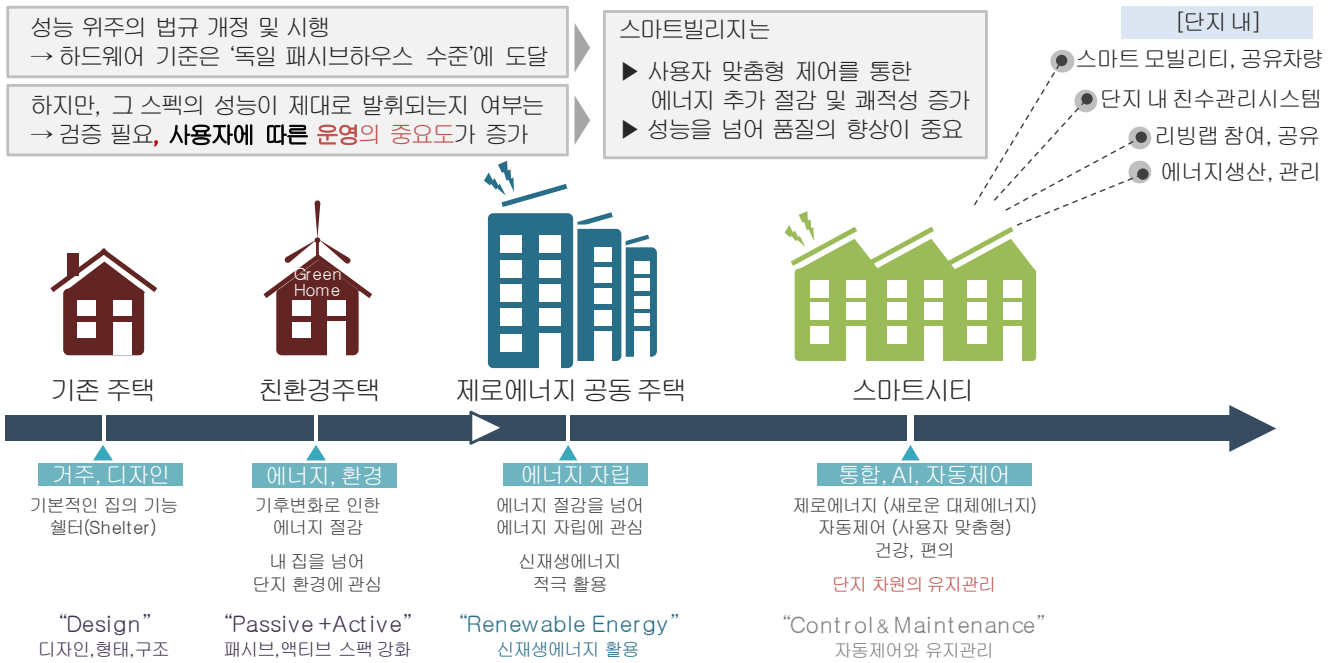 성능 위주의 법규 개정 및 시행
→ 하드웨어 기준은 ‘독일 패시브하우스 수준’에 도달
하지만, 그 스펙의 성능이 제대로 발휘되는지 여부는
→ 검증 필요, 사용자에 따른 운영의 중요도가 증가
스마트빌리지는
▶ 사용자 맞춤형 제어를 통한
에너지 추가 절감 및 쾌적성 증가
▶ 성능을 넘어 품질의 향상이 중요
[단지 내]
스마트 모빌리티, 공유차량
단지 내 친수관리시스템
리빙랩 참여, 공유
에너지생산, 관리
Green
Home
기존 주택
친환경주택
제로에너지 공동 주택
스마트시티
거주, 디자인
기본적인 집의 기능
쉘터(Shelter)
“Design”
디자인,형태,구조
에너지, 환경
기후변화로 인한
에너지 절감
내 집을 넘어
단지 환경에 관심
“Passive +Active”
패시브,액티브 스펙 강화
에너지 자립
에너지 절감을 넘어
에너지 자립에 관심
신재생에너지
적극 활용
“Renewable Energy”
신재생에너지 활용
통합, AI, 자동제어
제로에너지 (새로운 대체에너지)
자동제어 (사용자 맞춤형)
건강, 편의
단지 차원의 유지관리
“Control & Maintenance”
자동제어와 유지관리